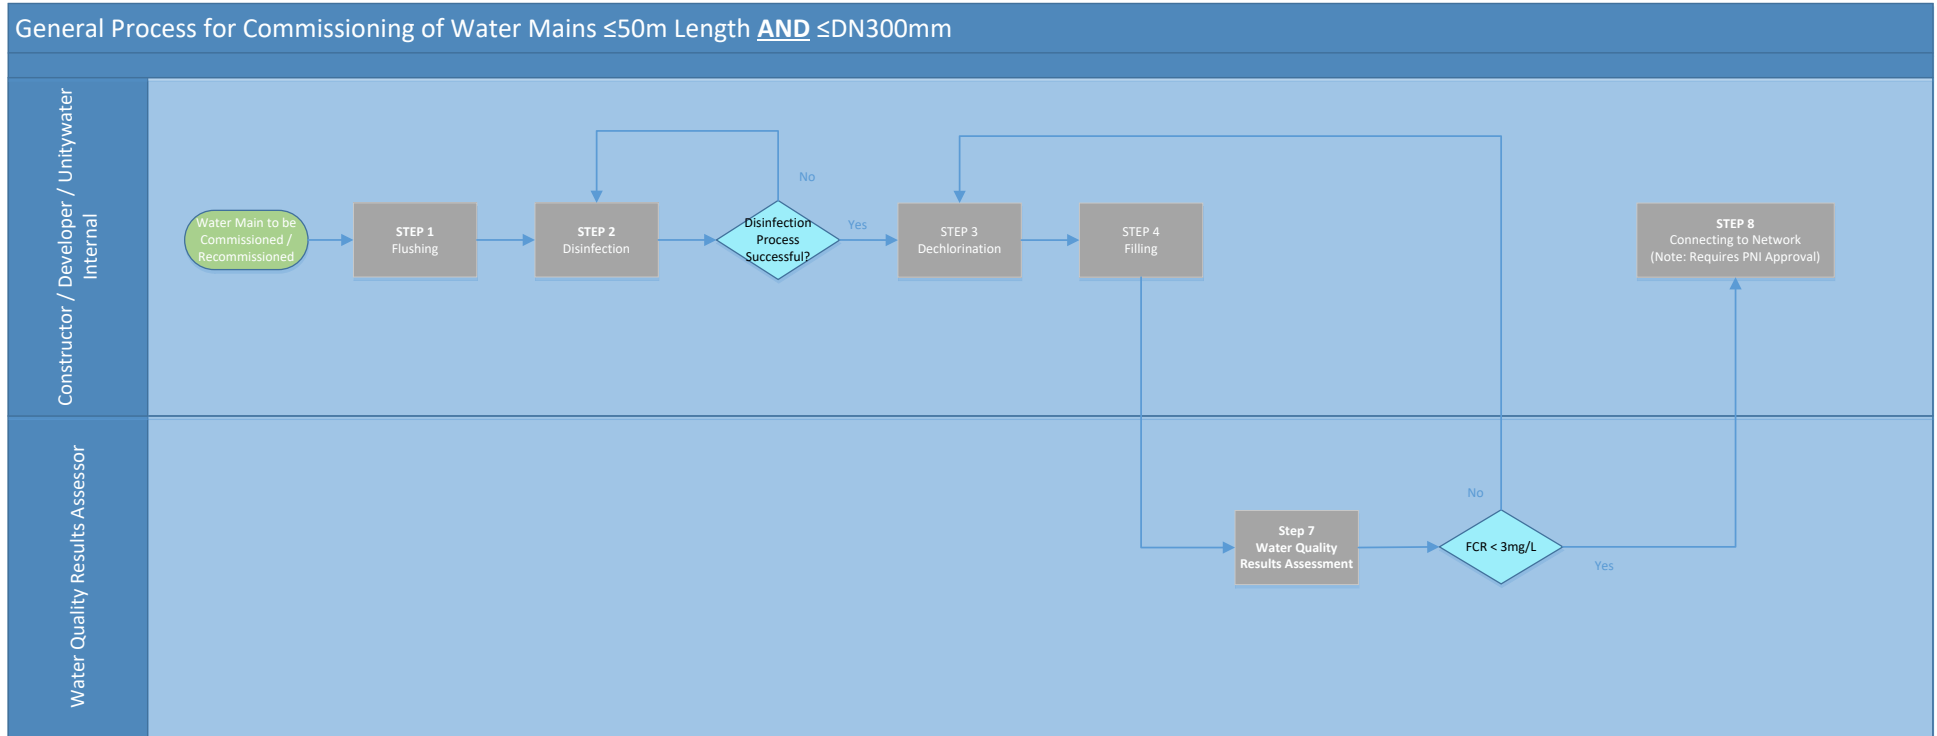 General Process for Commissioning of Water Mains ≤50m Length AND ≤DN300mm
Constructor / Developer / Unitywater
Internal
Water Main to be
Commissioned /
Recommissioned
STEP 1
Flushing
STEP 2
Disinfection
Disinfection
Process
Successful?
No
Yes
STEP 3
Dechlorination
STEP 4
Filling
STEP 8
Connecting to Network
(Note: Requires PNI Approval)
Water Quality Results Assessor
Step 7
Water Quality
Results Assessment
FCR < 3mg/L
No
Yes